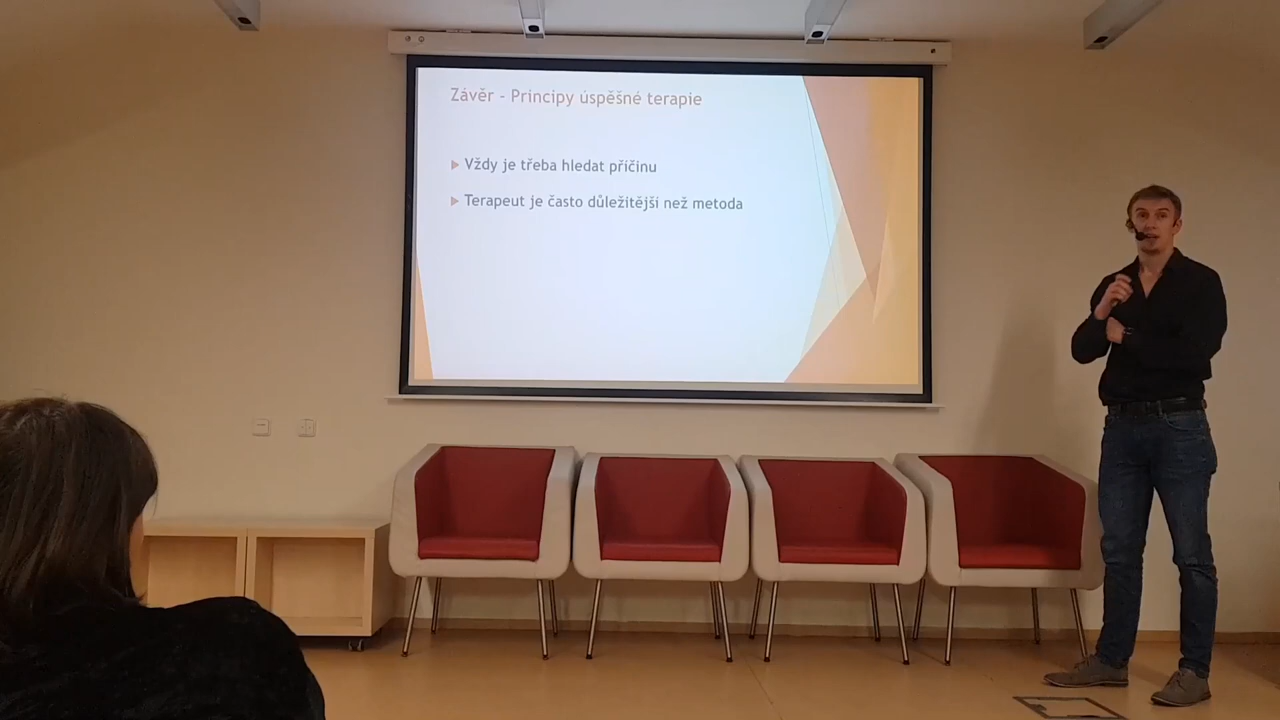 Závěr - Principy úspěšné terapie
Vždy je třeba hledat příčinu
Terapeut je často důležitější než metoda